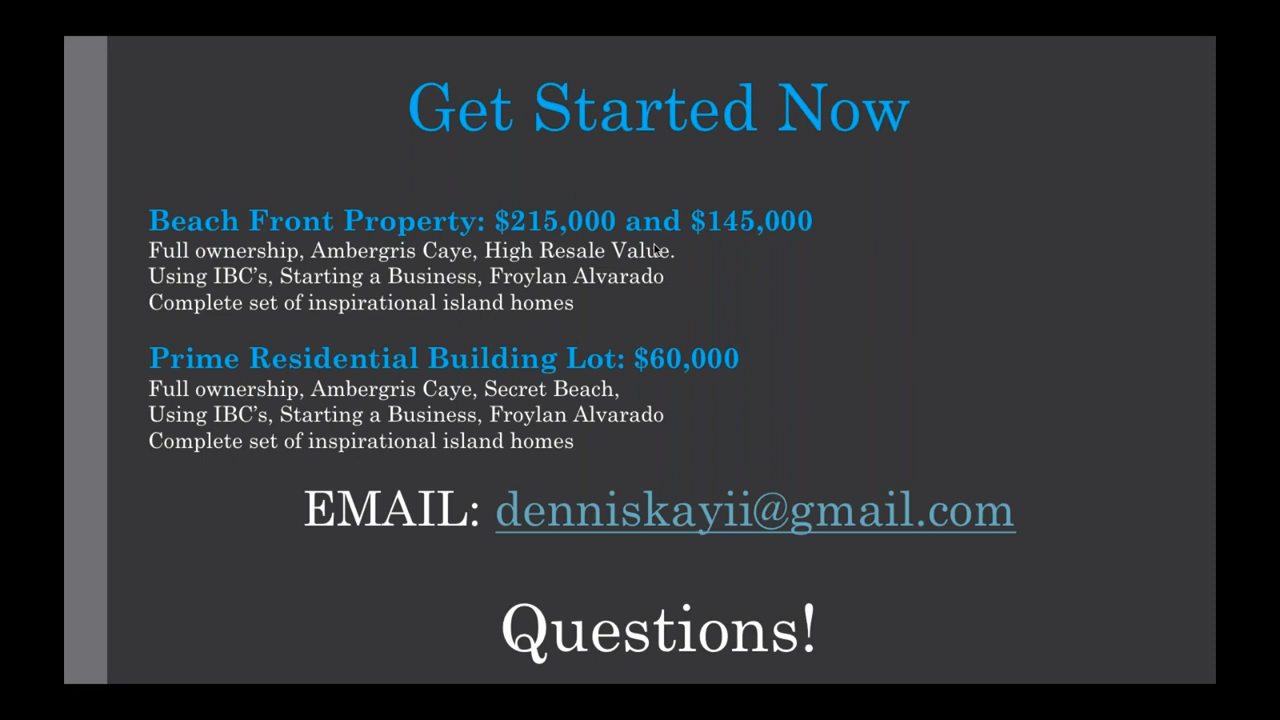 Get Started Now
Beach Front Property: $215,000 and $145,000
Full ownership, Ambergris Caye, High Resale Value.
Using IBC's, Starting a Business, Froylan Alvarado
Complete set of inspirational island homes
Prime Residential Building Lot: $60,000
Full ownership, Ambergris Caye, Secret Beach,
Using IBC's, Starting a Business, Froylan Alvarado
Complete set of inspirational island homes
EMAIL: denniskayii@gmail.com
Questions!